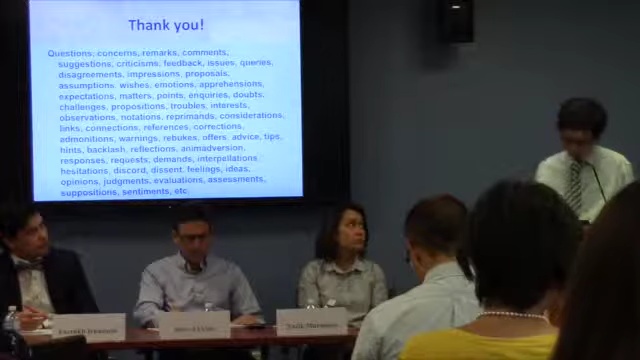 Thank you!
Questions, concerns, remarks, comments,
suggestions, criticisms, feedback, issues, queries,
disagreements, impressions, proposals,
assumptions, wishes, emotions, apprehensions,
expectations, matters, points, enquiries, doubts,
challenges, propositions, troubles, interests,
observations, notations, reprimands, considerations,
links, connections, references, corrections,
admonitions, warnings, rebukes, offers, advice, tips,
hints, backlash, reflections, animadversion,
responses, requests, demands, interpellations
hesitations, discord, dissent, feelings, ideas,
opinions, judgments, evaluations, assessments,
suppositions, sentiments, etc.